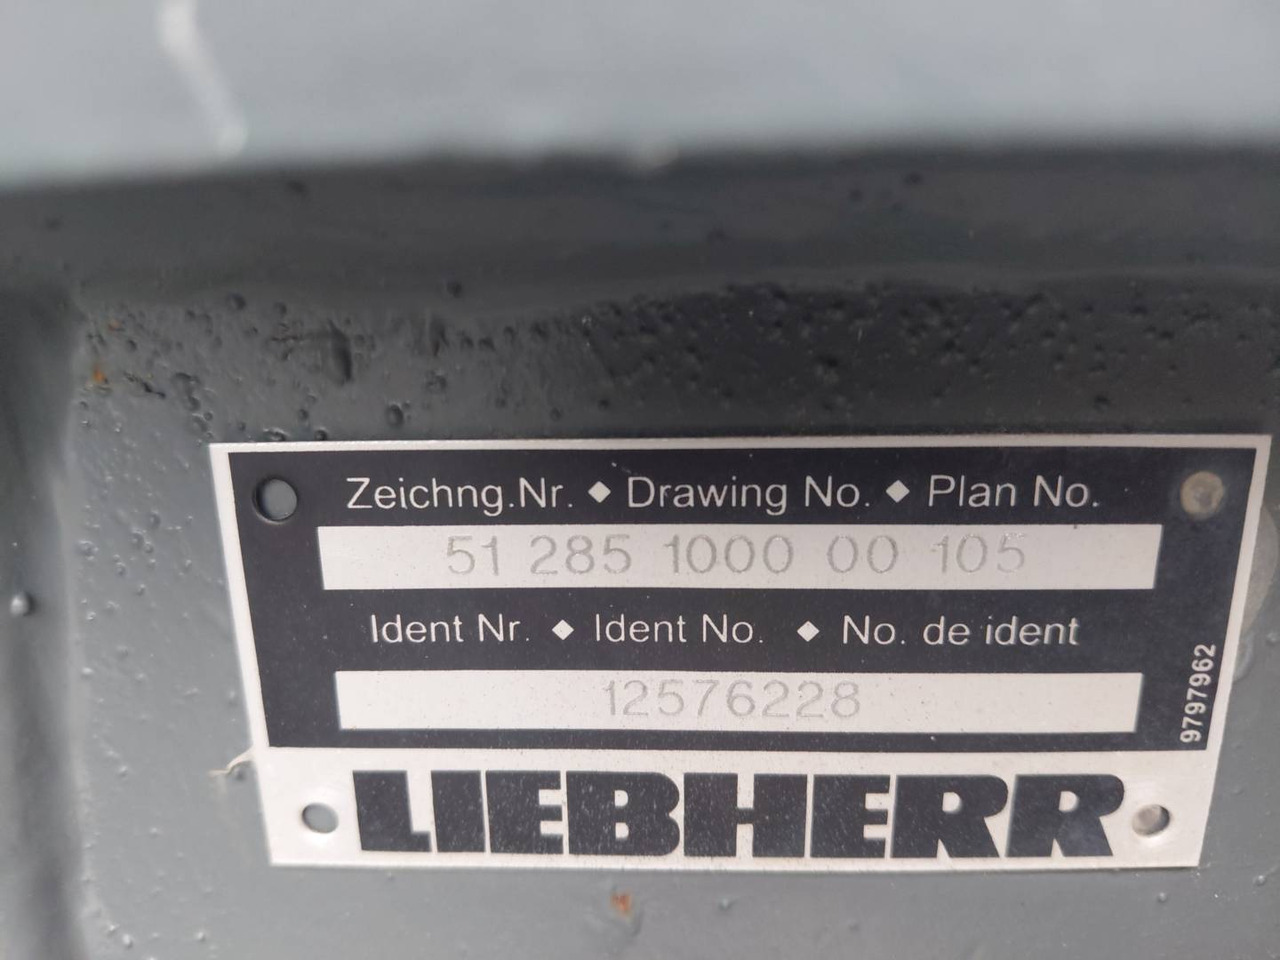 Zeichng.Nr. ◆ Drawing No. ◆ Plan No.
51 285 1000 00 105
Ident Nr. ◆ Ident No. ◆ No. de ident
12576228
9797962
LIEBHERR